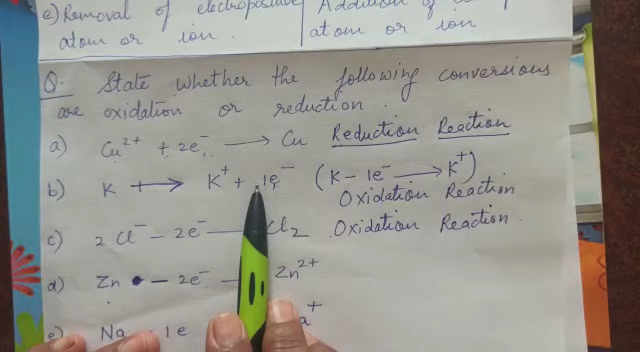 e) Removal of electropositive
atom or ion.
Addition of
atom or ion
Q. State whether the following conversions
are oxidation or reduction.
a) Cu²⁺ + 2e⁻ → Cu Reduction Reaction
b) K → K⁺ + 1e⁻ (K – 1e⁻ → K⁺)
Oxidation Reaction
c) 2 Cl⁻ – 2e⁻ → Cl₂ Oxidation Reaction.
d) Zn – 2e⁻ – Zn²⁺
e) Na 1e a⁺